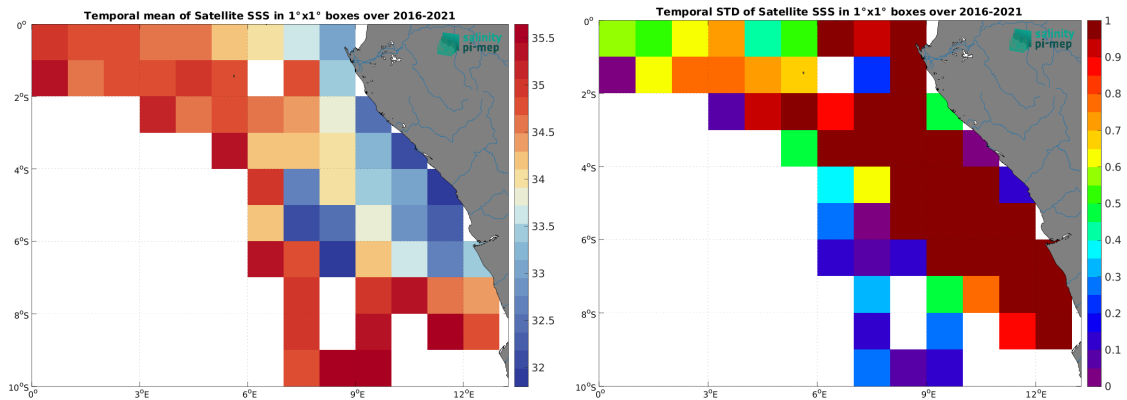 Temporal mean of Satellite SSS in 1°x1° boxes over 2016-2021
0°
2°S
4°S
6°S
8°S
10°S
0°
3°E
6°E
9°E
12°E
salinity
pi-mep
35.5
35
34.5
34
33.5
33
32.5
32
Temporal STD of Satellite SSS in 1°x1° boxes over 2016-2021
0°
2°S
4°S
6°S
8°S
10°S
0°
3°E
6°E
9°E
12°E
salinity
pi-mep
1
0.9
0.8
0.7
0.6
0.5
0.4
0.3
0.2
0.1
0